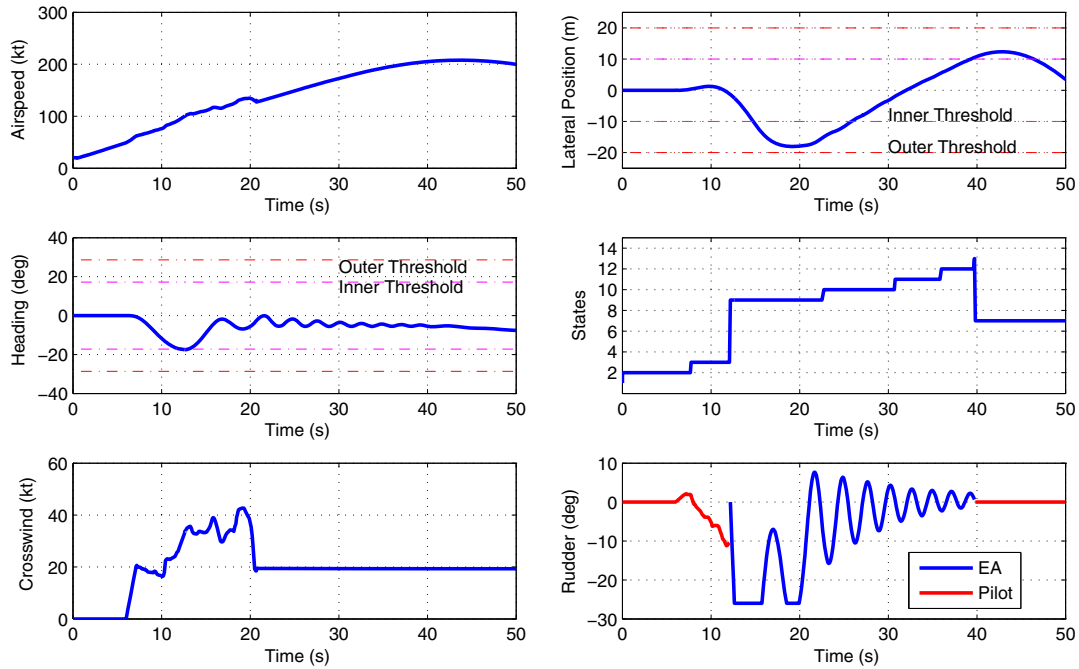 300
200
100
0
Airspeed (kt)
0 10 20 30 40 50
Time (s)
20
10
0
−10
−20
Lateral Position (m)
Inner Threshold
Outer Threshold
0 10 20 30 40 50
Time (s)
40
20
0
−20
−40
Heading (deg)
Outer Threshold
Inner Threshold
0 10 20 30 40 50
Time (s)
14
12
10
8
6
4
2
States
0 10 20 30 40 50
Time (s)
60
40
20
0
Crosswind (kt)
0 10 20 30 40 50
Time (s)
10
0
−10
−20
−30
Rudder (deg)
EA
Pilot
0 10 20 30 40 50
Time (s)